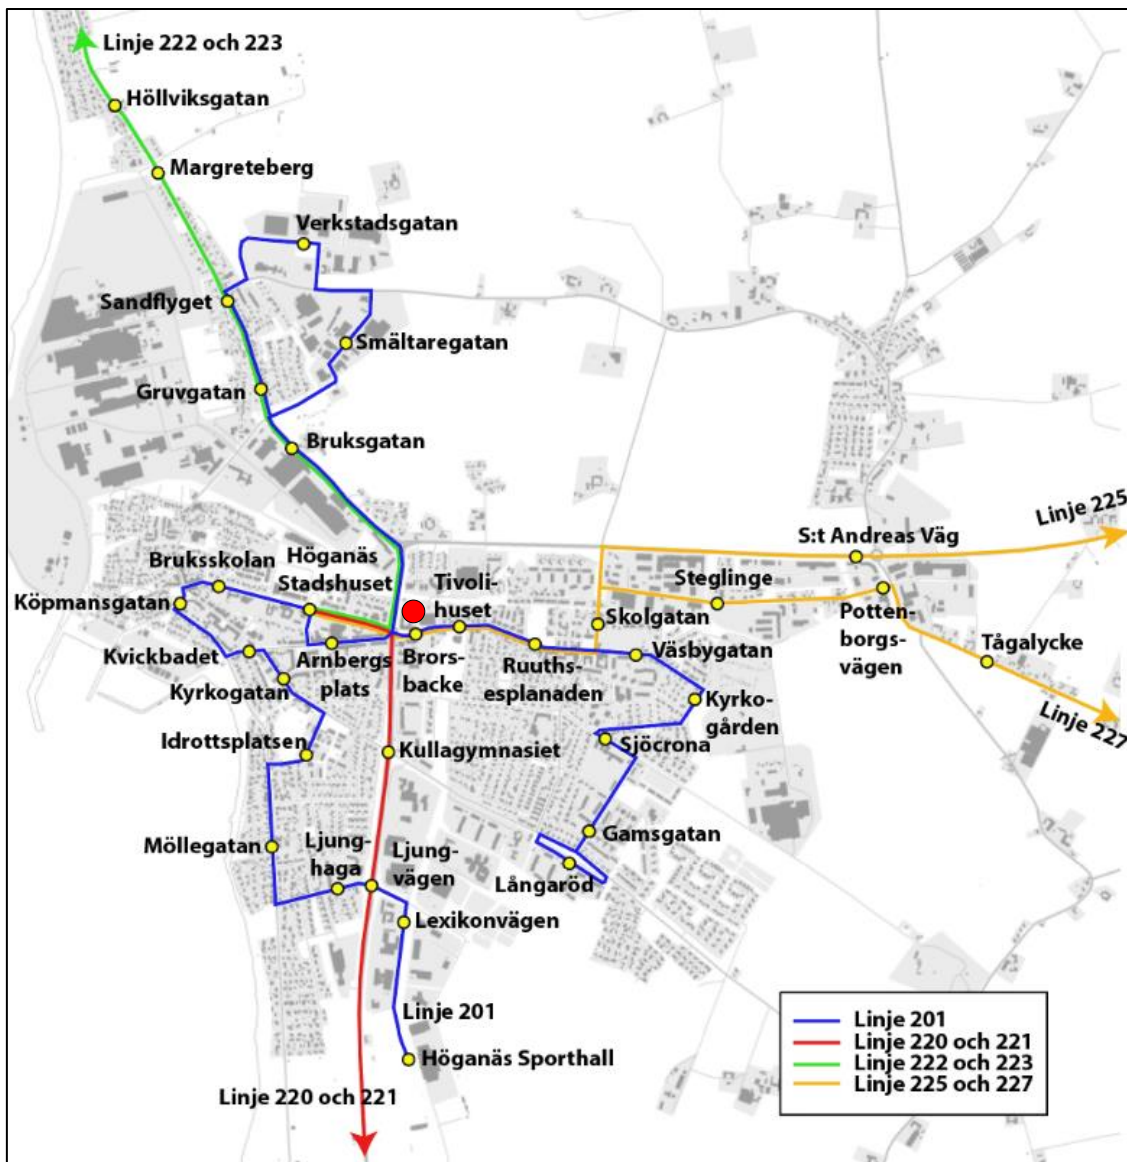 Linje 222 och 223
Höllviksgatan
Margreteberg
Verkstadsgatan
Sandflyget
Smältaregatan
Gruvgatan
Bruksgatan
Linje 225
S:t Andreas Väg
Höganäs
Stadshuset
Bruksskolan
Tivoli-
huset
Steglinge
Köpmansgatan
Skolgatan
Potten-
borgs-
vägen
Kvickbadet
Arnbergs
plats
Brors-
backe
Ruuths-
esplanaden
Väsbygatan
Tågalycke
Kyrkogatan
Kyrko-
gården
Linje 227
Idrottsplatsen
Kullagymnasiet
Sjöcrona
Möllegatan
Ljung-
haga
Ljung-
vägen
Gamsgatan
Långaröd
Lexikonvägen
Linje 201
Höganäs Sporthall
Linje 220 och 221
Linje 201
Linje 220 och 221
Linje 222 och 223
Linje 225 och 227